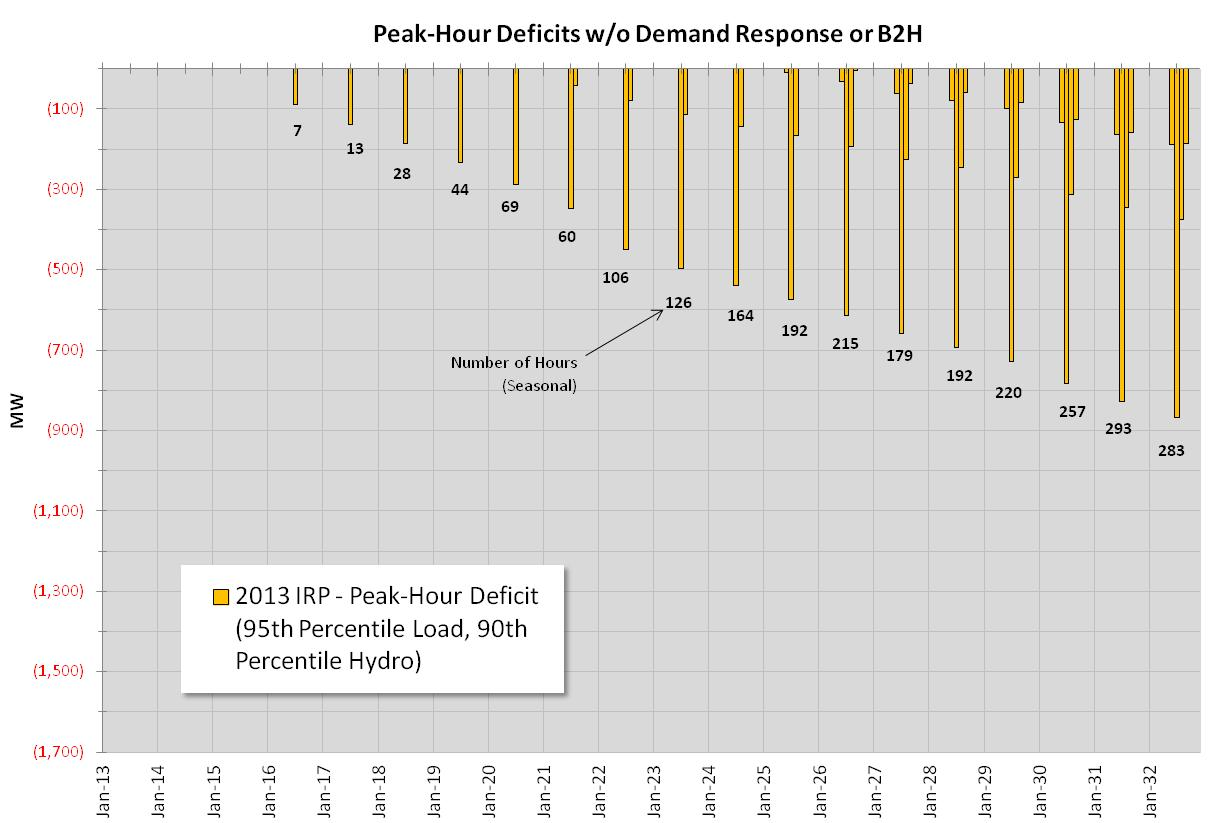 Peak-Hour Deficits w/o Demand Response or B2H
(100)
(300)
(500)
(700)
(900)
(1,100)
(1,300)
(1,500)
(1,700)
MW
7
13
28
44
69
60
106
126
164
192
215
179
192
220
257
293
283
Number of Hours
(Seasonal)
2013 IRP - Peak-Hour Deficit
(95th Percentile Load, 90th
Percentile Hydro)
Jan-13
Jan-14
Jan-15
Jan-16
Jan-17
Jan-18
Jan-19
Jan-20
Jan-21
Jan-22
Jan-23
Jan-24
Jan-25
Jan-26
Jan-27
Jan-28
Jan-29
Jan-30
Jan-31
Jan-32